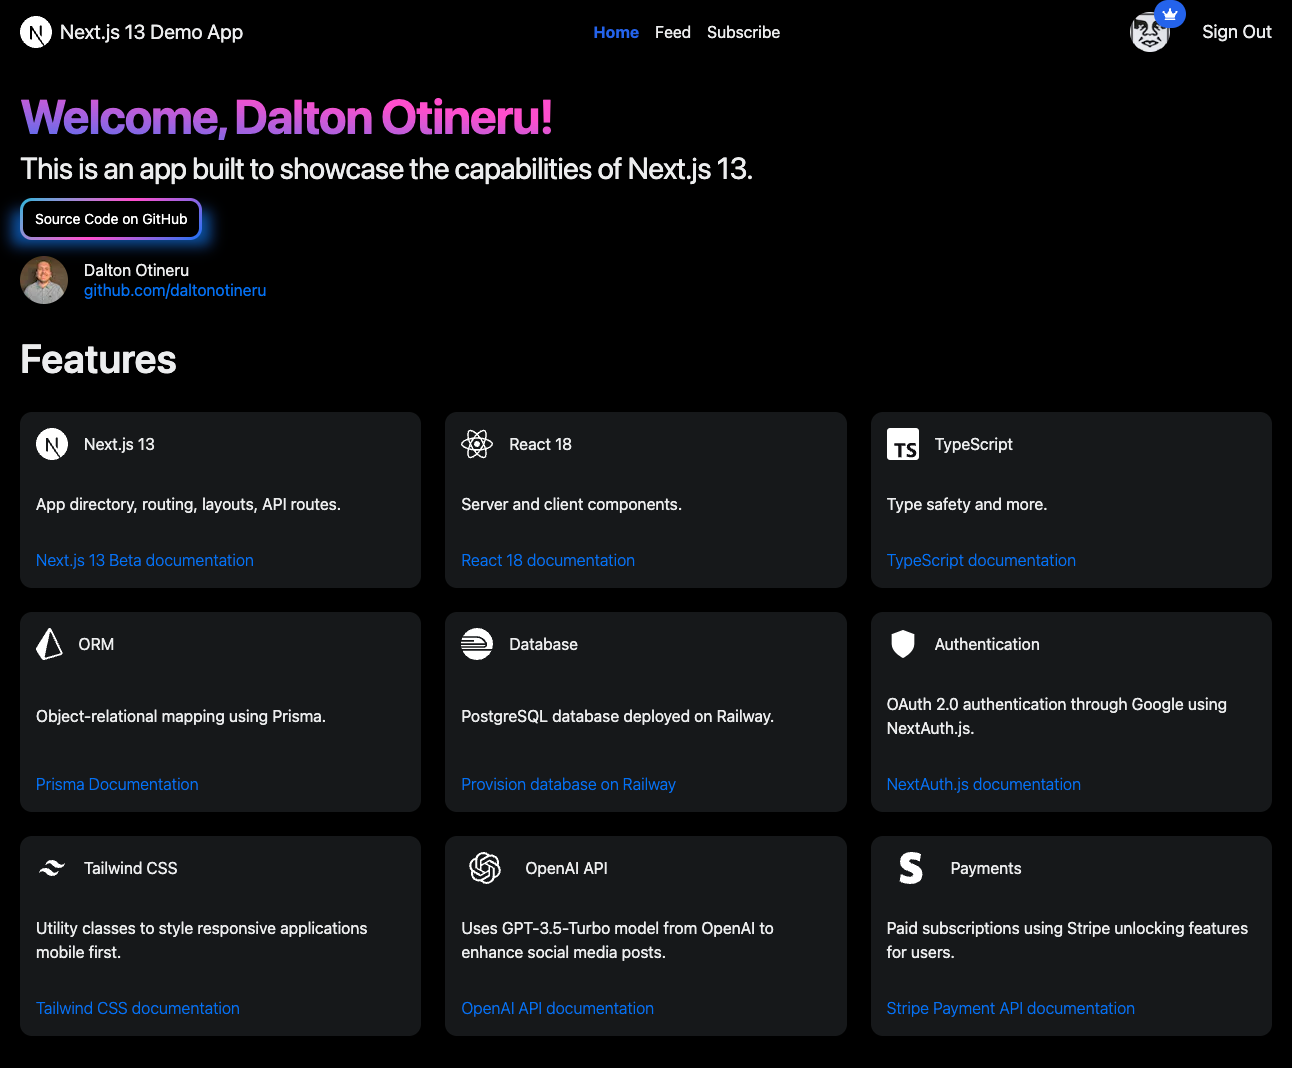 Next.js 13 Demo App
Home Feed Subscribe
Sign Out
Welcome, Dalton Otineru!
This is an app built to showcase the capabilities of Next.js 13.
Source Code on GitHub
Dalton Otineru
github.com/daltonotineru
Features
Next.js 13
App directory, routing, layouts, API routes.
Next.js 13 Beta documentation
React 18
Server and client components.
React 18 documentation
TS
TypeScript
Type safety and more.
TypeScript documentation
ORM
Object-relational mapping using Prisma.
Prisma Documentation
Database
PostgreSQL database deployed on Railway.
Provision database on Railway
Authentication
OAuth 2.0 authentication through Google using
NextAuth.js.
NextAuth.js documentation
Tailwind CSS
Utility classes to style responsive applications
mobile first.
Tailwind CSS documentation
OpenAI API
Uses GPT-3.5-Turbo model from OpenAI to
enhance social media posts.
OpenAI API documentation
Payments
Paid subscriptions using Stripe unlocking features
for users.
Stripe Payment API documentation